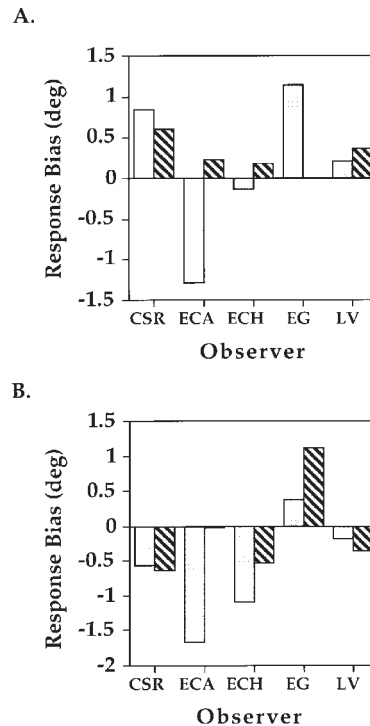 A.
Response Bias (deg)
1.5
1
0.5
0
-0.5
-1
-1.5
CSR ECA ECH EG LV
Observer
B.
Response Bias (deg)
1.5
1
0.5
0
-0.5
-1
-1.5
-2
CSR ECA ECH EG LV
Observer